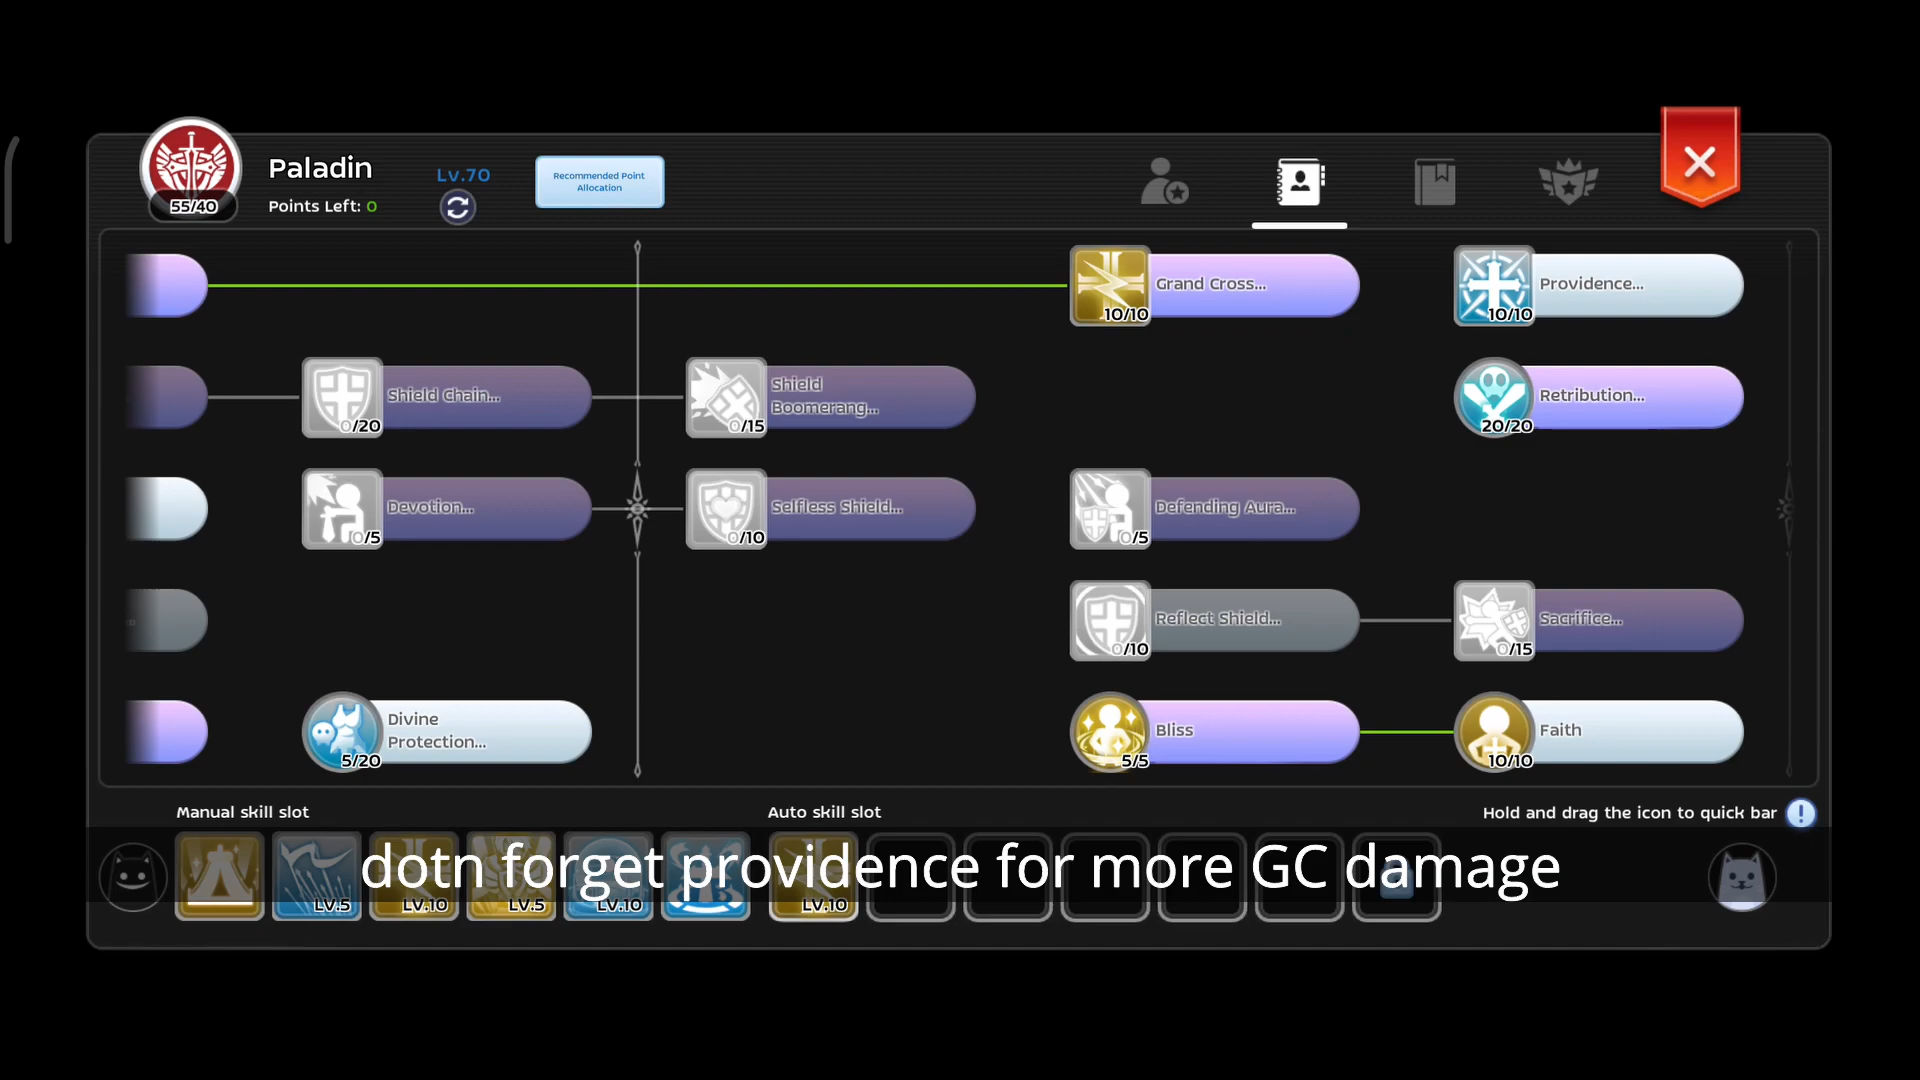 Paladin
Lv.70
Recommended Point
Allocation
55/40
Points Left: 0
Grand Cross...
10/10
Providence...
10/10
Shield Chain...
0/20
Shield
Boomerang...
0/15
Retribution...
20/20
Devotion...
0/5
Selfless Shield...
0/10
Defending Aura...
0/5
Reflect Shield...
0/10
Sacrifice...
0/15
Divine
Protection...
5/20
Bliss
5/5
Faith
10/10
Manual skill slot
Auto skill slot
Hold and drag the icon to quick bar
dotn forget providence for more GC damage
LV.5
LV.10
LV.5
LV.10
LV.10